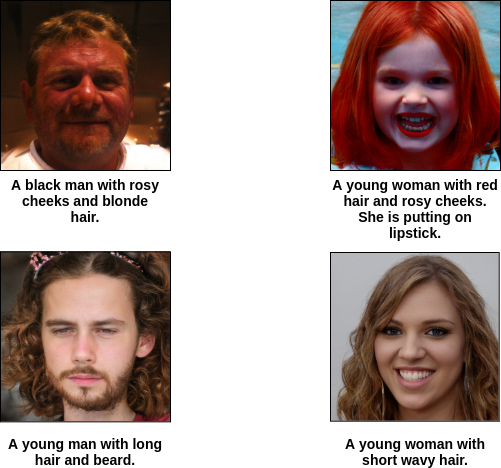 A black man with rosy
cheeks and blonde
hair.
A young woman with red
hair and rosy cheeks.
She is putting on
lipstick.
A young man with long
hair and beard.
A young woman with
short wavy hair.